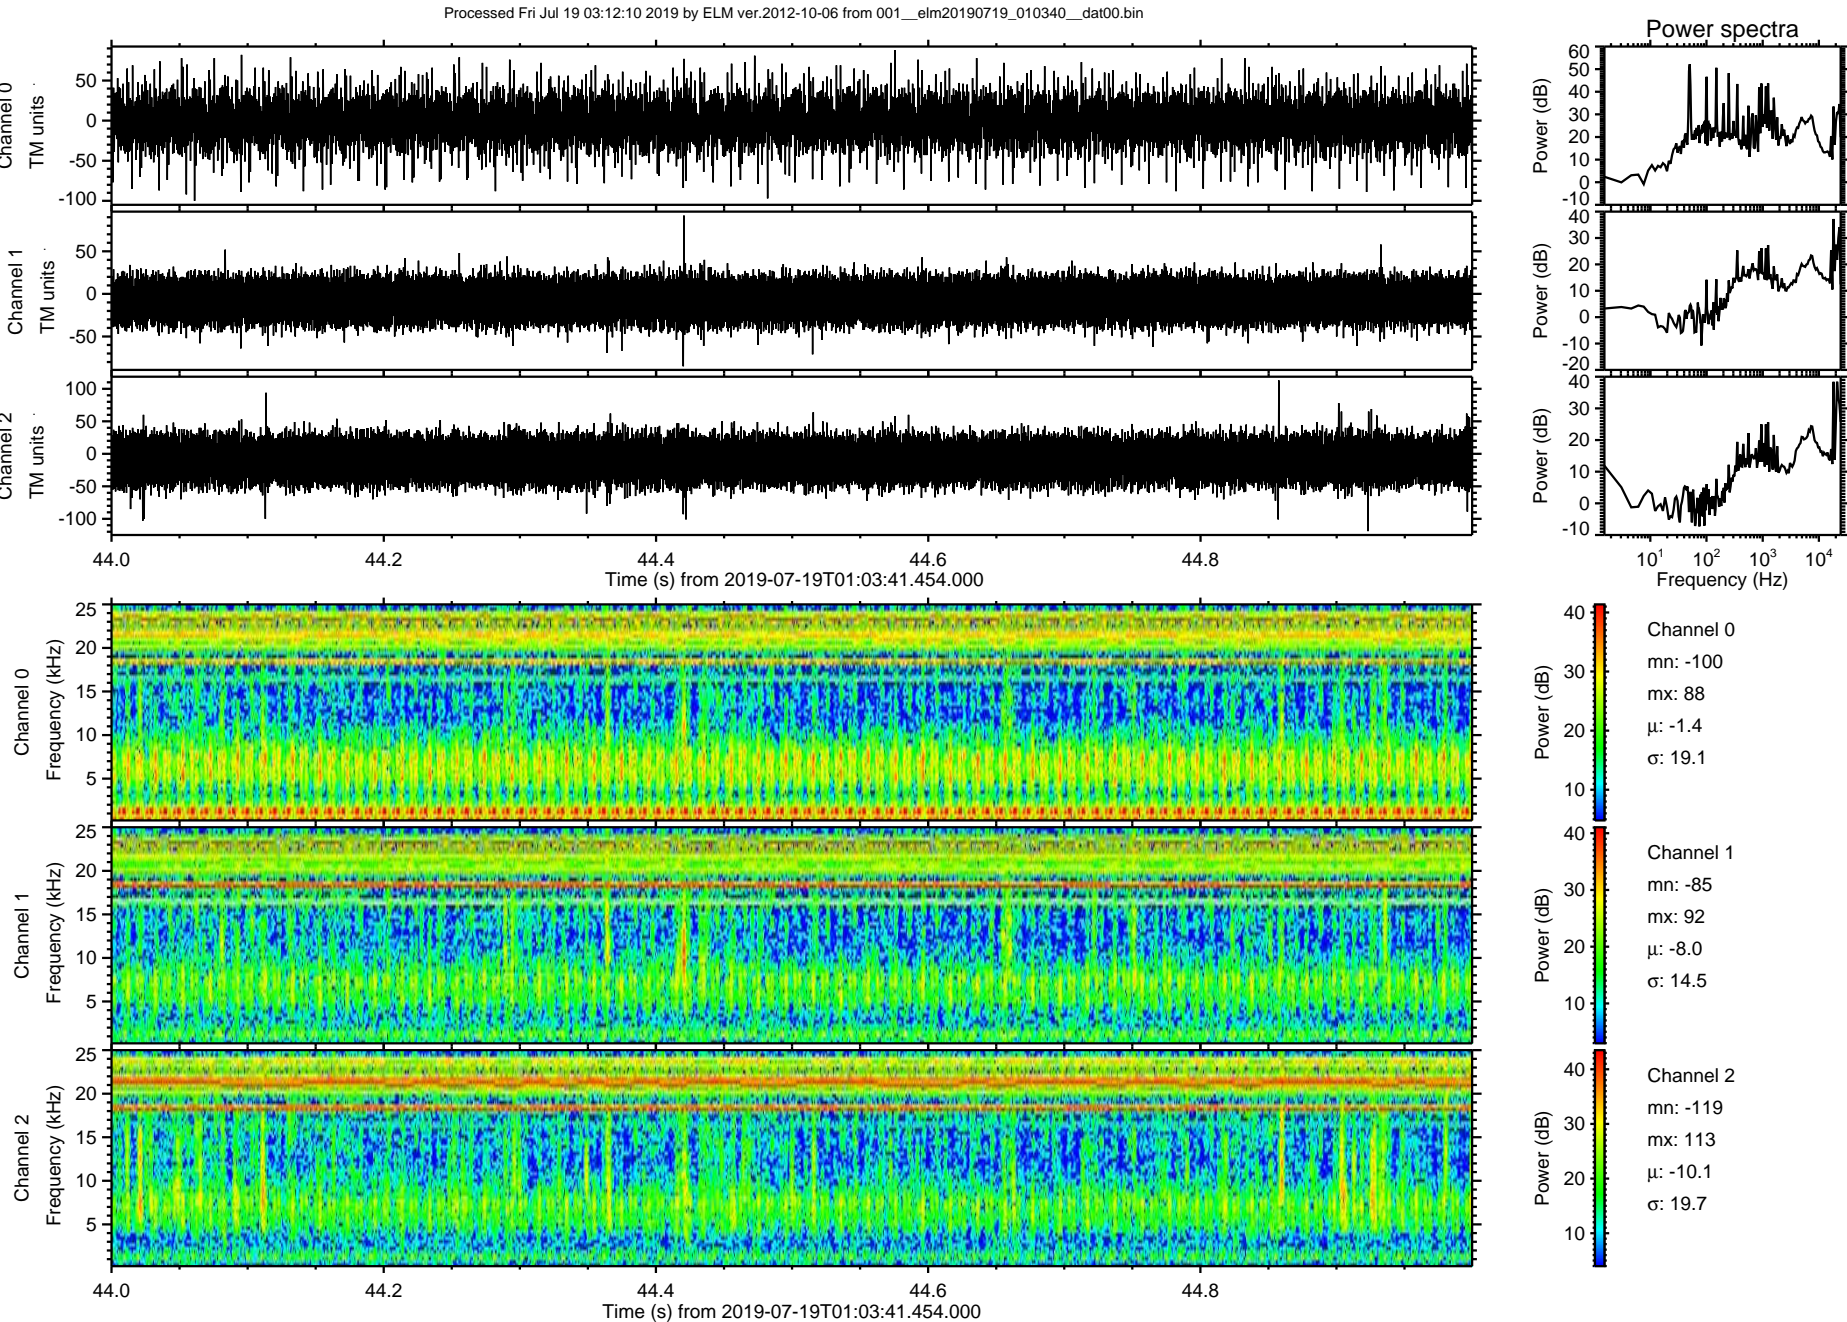 Processed Fri Jul 19 03:12:10 2019 by ELM ver.2012-10-06 from 001__elm20190719_010340__dat00.bin
Power spectra
Channel 0
TM units
50
0
-50
-100
Power (dB)
60
50
40
30
20
10
0
-10
Channel 1
TM units
50
0
-50
Power (dB)
40
30
20
10
0
-10
-20
Channel 2
TM units
100
50
0
-50
-100
Power (dB)
40
30
20
10
0
-10
44.0 44.2 44.4 44.6 44.8
Time (s) from 2019-07-19T01:03:41.454.000
10¹ 10² 10³ 10⁴
Frequency (Hz)
Channel 0
Frequency (kHz)
25
20
15
10
5
Power (dB)
40
30
20
10
Channel 0
mn: -100
mx: 88
μ: -1.4
σ: 19.1
Channel 1
Frequency (kHz)
25
20
15
10
5
Power (dB)
40
30
20
10
Channel 1
mn: -85
mx: 92
μ: -8.0
σ: 14.5
Channel 2
Frequency (kHz)
25
20
15
10
5
Power (dB)
40
30
20
10
Channel 2
mn: -119
mx: 113
μ: -10.1
σ: 19.7
44.0 44.2 44.4 44.6 44.8
Time (s) from 2019-07-19T01:03:41.454.000